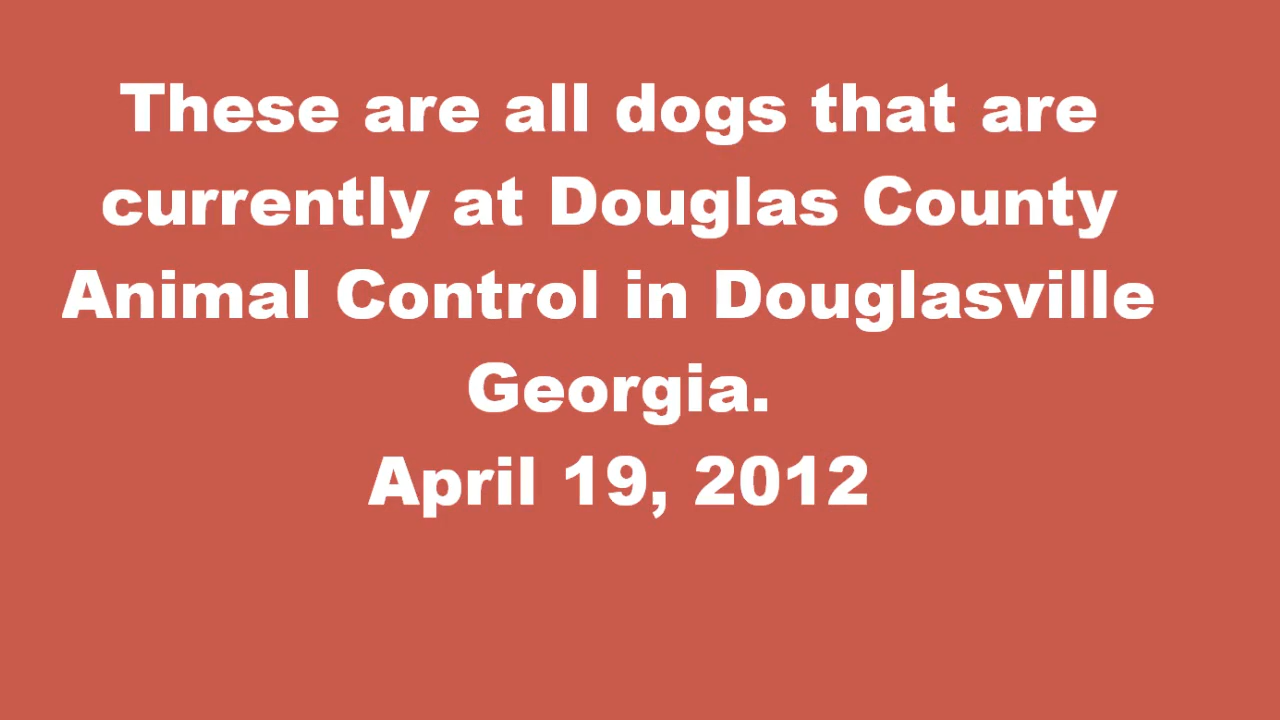 These are all dogs that are
currently at Douglas County
Animal Control in Douglasville
Georgia.
April 19, 2012